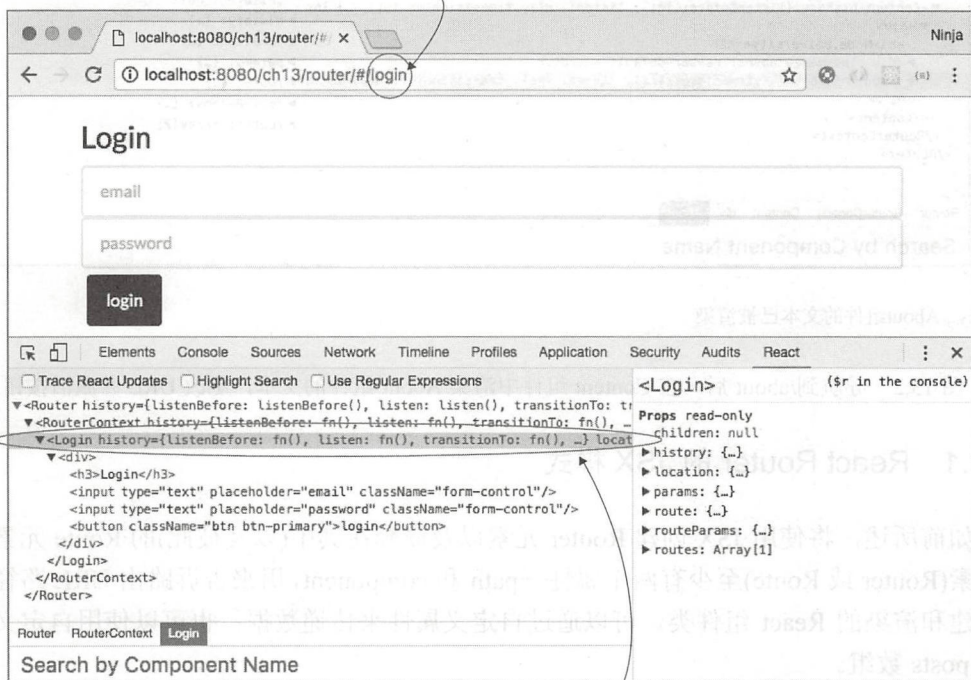 localhost:8080/ch13/router/#/
Ninja
localhost:8080/ch13/router/#/login
Login
email
password
login
Elements Console Sources Network Timeline Profiles Application Security Audits React
Trace React Updates Highlight Search Use Regular Expressions
<Login> ($r in the console)
▼<Router history={listenBefore: listenBefore(), listen: listen(), transitionTo: tr
▼<RouterContext history={listenBefore: fn(), listen: fn(), transitionTo: fn(), …
▼<Login history={listenBefore: fn(), listen: fn(), transitionTo: fn(), …} locat
▼<div>
<h3>Login</h3>
<input type="text" placeholder="email" className="form-control"/>
<input type="text" placeholder="password" className="form-control"/>
<button className="btn btn-primary">login</button>
</div>
</Login>
</RouterContext>
</Router>
Props read-only
children: null
▶history: {…}
▶location: {…}
▶params: {…}
▶route: {…}
▶routeParams: {…}
▶routes: Array[1]
Router RouterContext Login
Search by Component Name